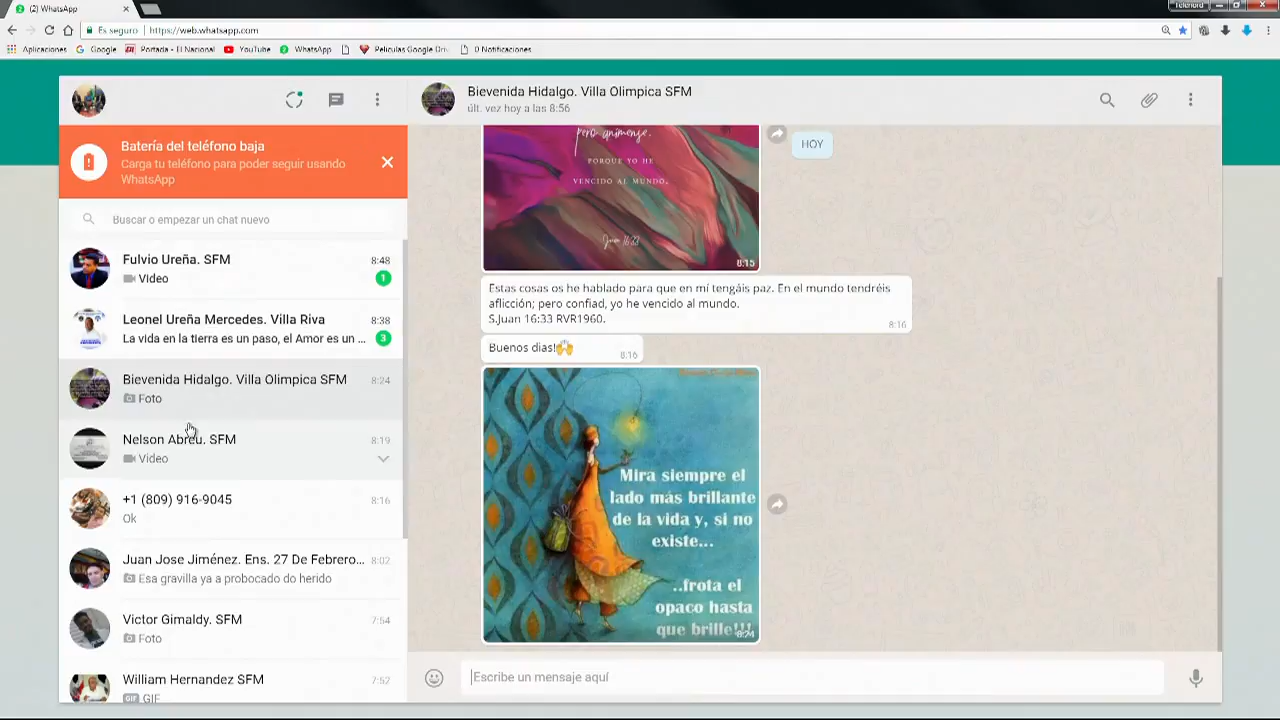 (2) WhatsApp
Telenord
Es seguro
https://web.whatsapp.com
Aplicaciones
Google
Portada - El Nacional
YouTube
WhatsApp
Peliculas Google Dri
0 Notificaciones
Batería del teléfono baja
Carga tu teléfono para poder seguir usando
WhatsApp
Buscar o empezar un chat nuevo
Fulvio Ureña. SFM
8:48
Video
1
Leonel Ureña Mercedes. Villa Riva
8:38
La vida en la tierra es un paso, el Amor es un ...
3
Bievenida Hidalgo. Villa Olimpica SFM
8:24
Foto
Nelson Abreu. SFM
8:19
Video
+1 (809) 916-9045
8:16
Ok
Juan Jose Jiménez. Ens. 27 De Febrero...
8:02
Esa gravilla ya a probocado do herido
Victor Gimaldy. SFM
7:54
Foto
William Hernandez SFM
7:52
GIF GIF
Bievenida Hidalgo. Villa Olimpica SFM
últ. vez hoy a las 8:56
pero anímense.
HOY
PORQUE YO HE
VENCIDO AL MUNDO.
Juan 16:33
8:15
Estas cosas os he hablado para que en mí tengáis paz. En el mundo tendréis
aflicción; pero confiad, yo he vencido al mundo.
S.Juan 16:33 RVR1960.
8:16
Buenos dias!🙌
8:16
Mira siempre el
lado más brillante
de la vida y, si no
existe...
..frota el
opaco hasta
que brille!!!
8:24
Escribe un mensaje aquí